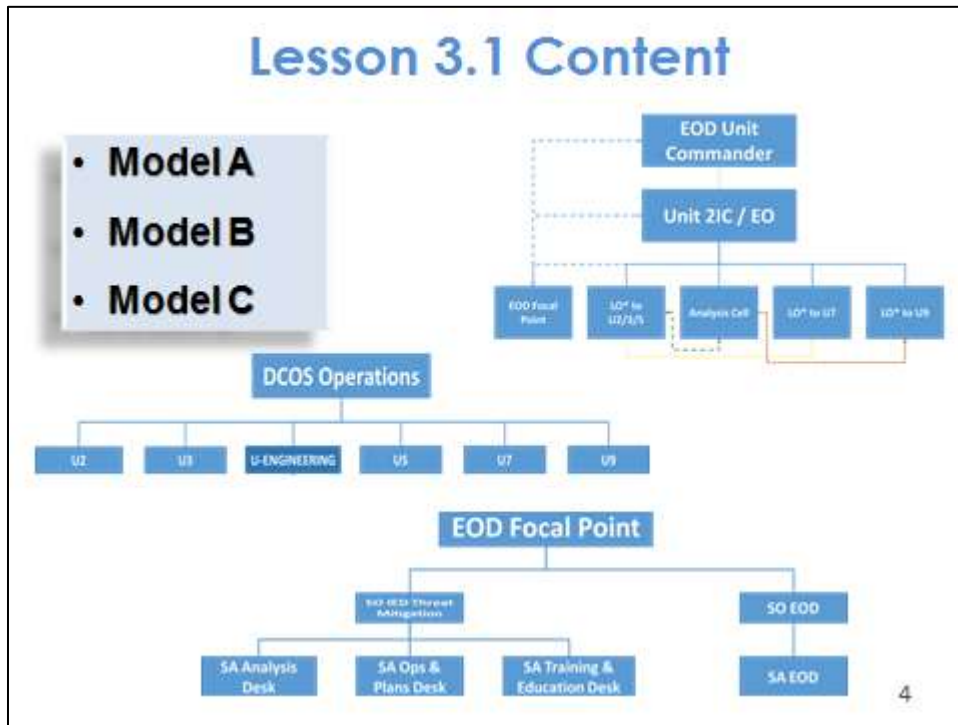 Lesson 3.1 Content
• Model A
• Model B
• Model C
EOD Unit
Commander
Unit 2IC / EO
EOD Focal
Point
LO* to
U2/3/5
Analysis Cell
LO* to U7
LO* to U9
DCOS Operations
U2
U3
U-ENGINEERING
U5
U7
U9
EOD Focal Point
SO IED Threat
Mitigation
SO EOD
SA Analysis
Desk
SA Ops &
Plans Desk
SA Training &
Education Desk
SA EOD
4